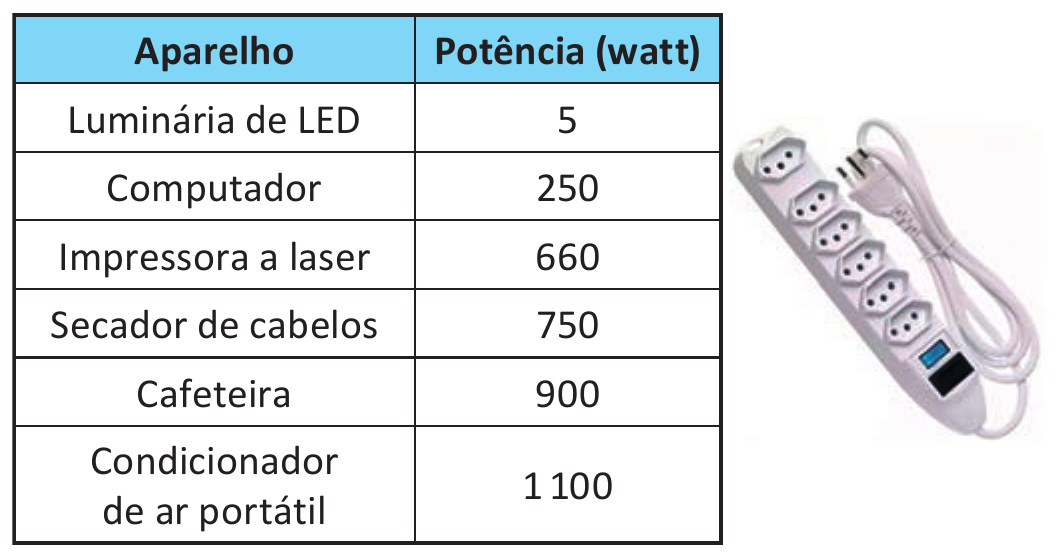 Aparelho Potência (watt)
Luminária de LED 5
Computador 250
Impressora a laser 660
Secador de cabelos 750
Cafeteira 900
Condicionador
de ar portátil 1 100